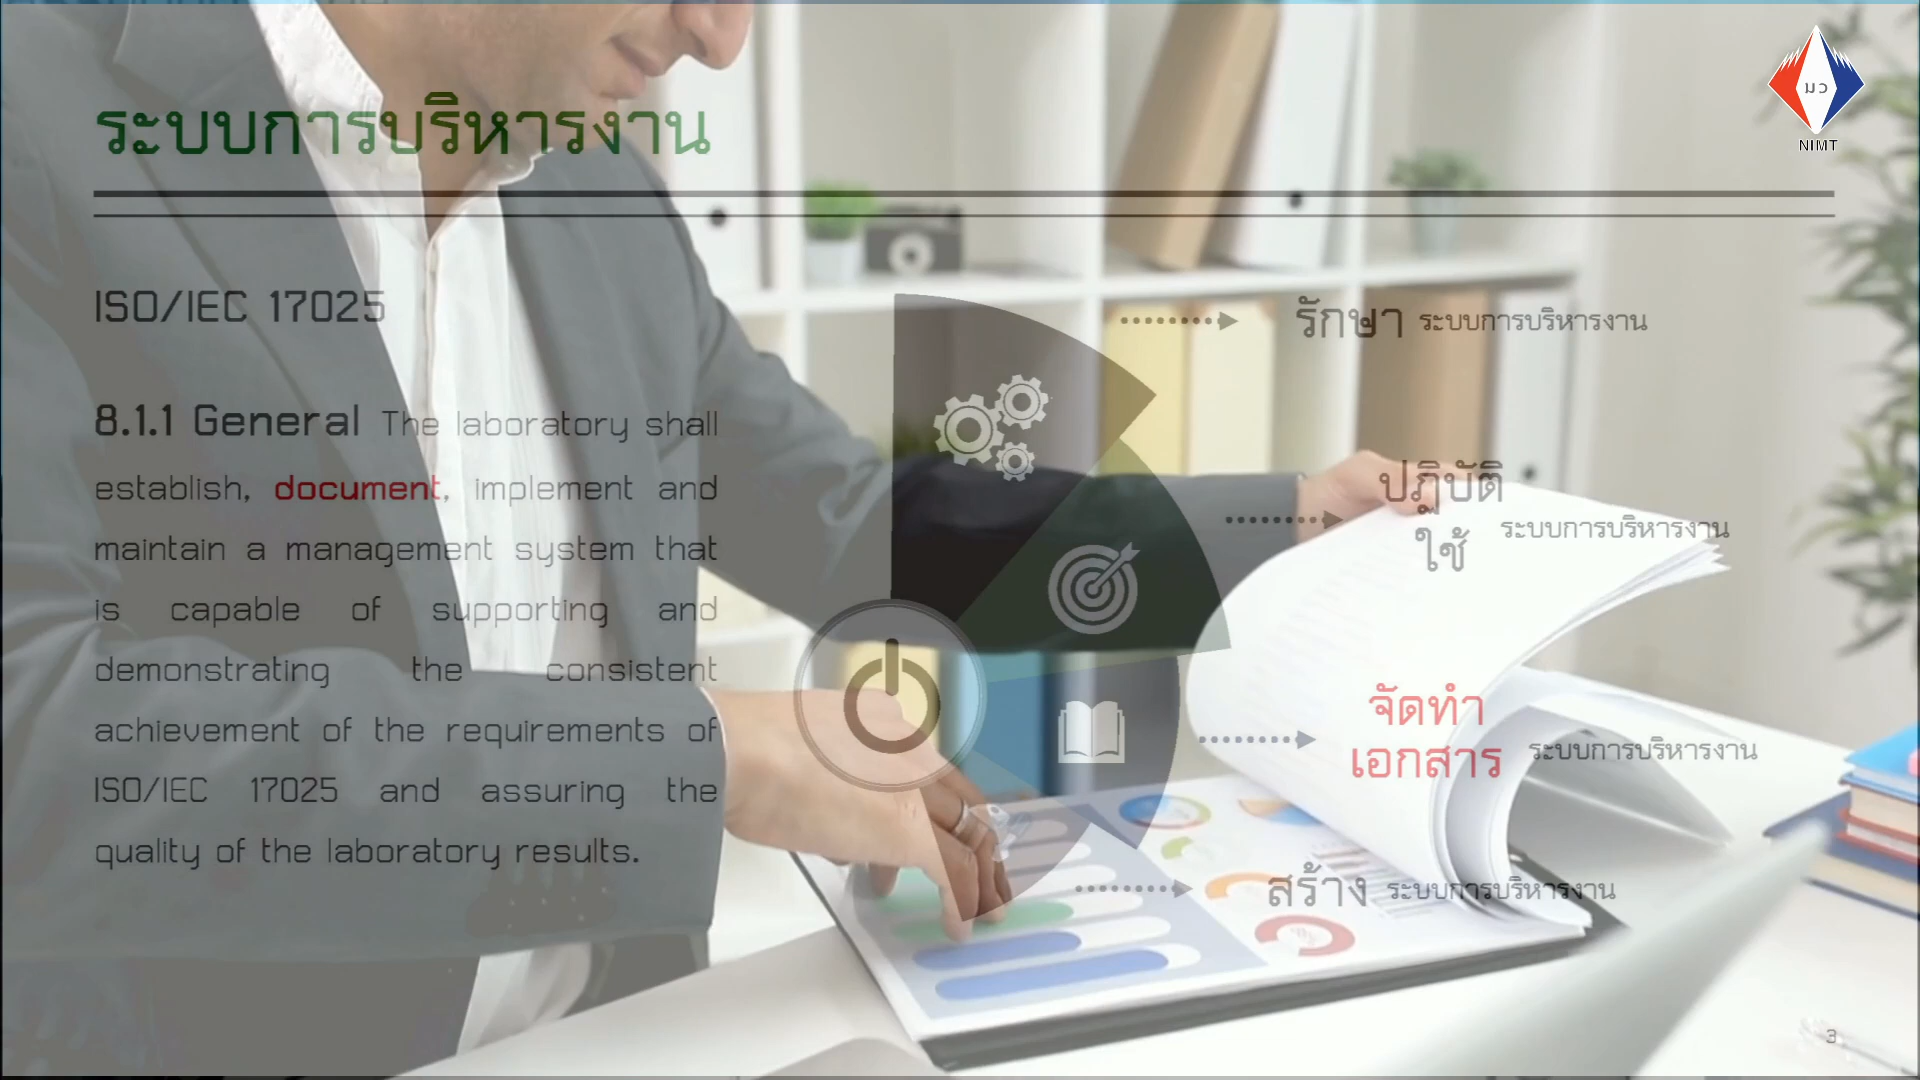 ระบบการบริหารงาน
มว
NIMT
ISO/IEC 17025
8.1.1 General The laboratory shall
establish, document, implement and
maintain a management system that
is capable of supporting and
demonstrating the consistent
achievement of the requirements of
ISO/IEC 17025 and assuring the
quality of the laboratory results.
รักษา ระบบการบริหารงาน
ปฏิบัติ
ใช้ ระบบการบริหารงาน
จัดทำ
เอกสาร ระบบการบริหารงาน
สร้าง ระบบการบริหารงาน
3